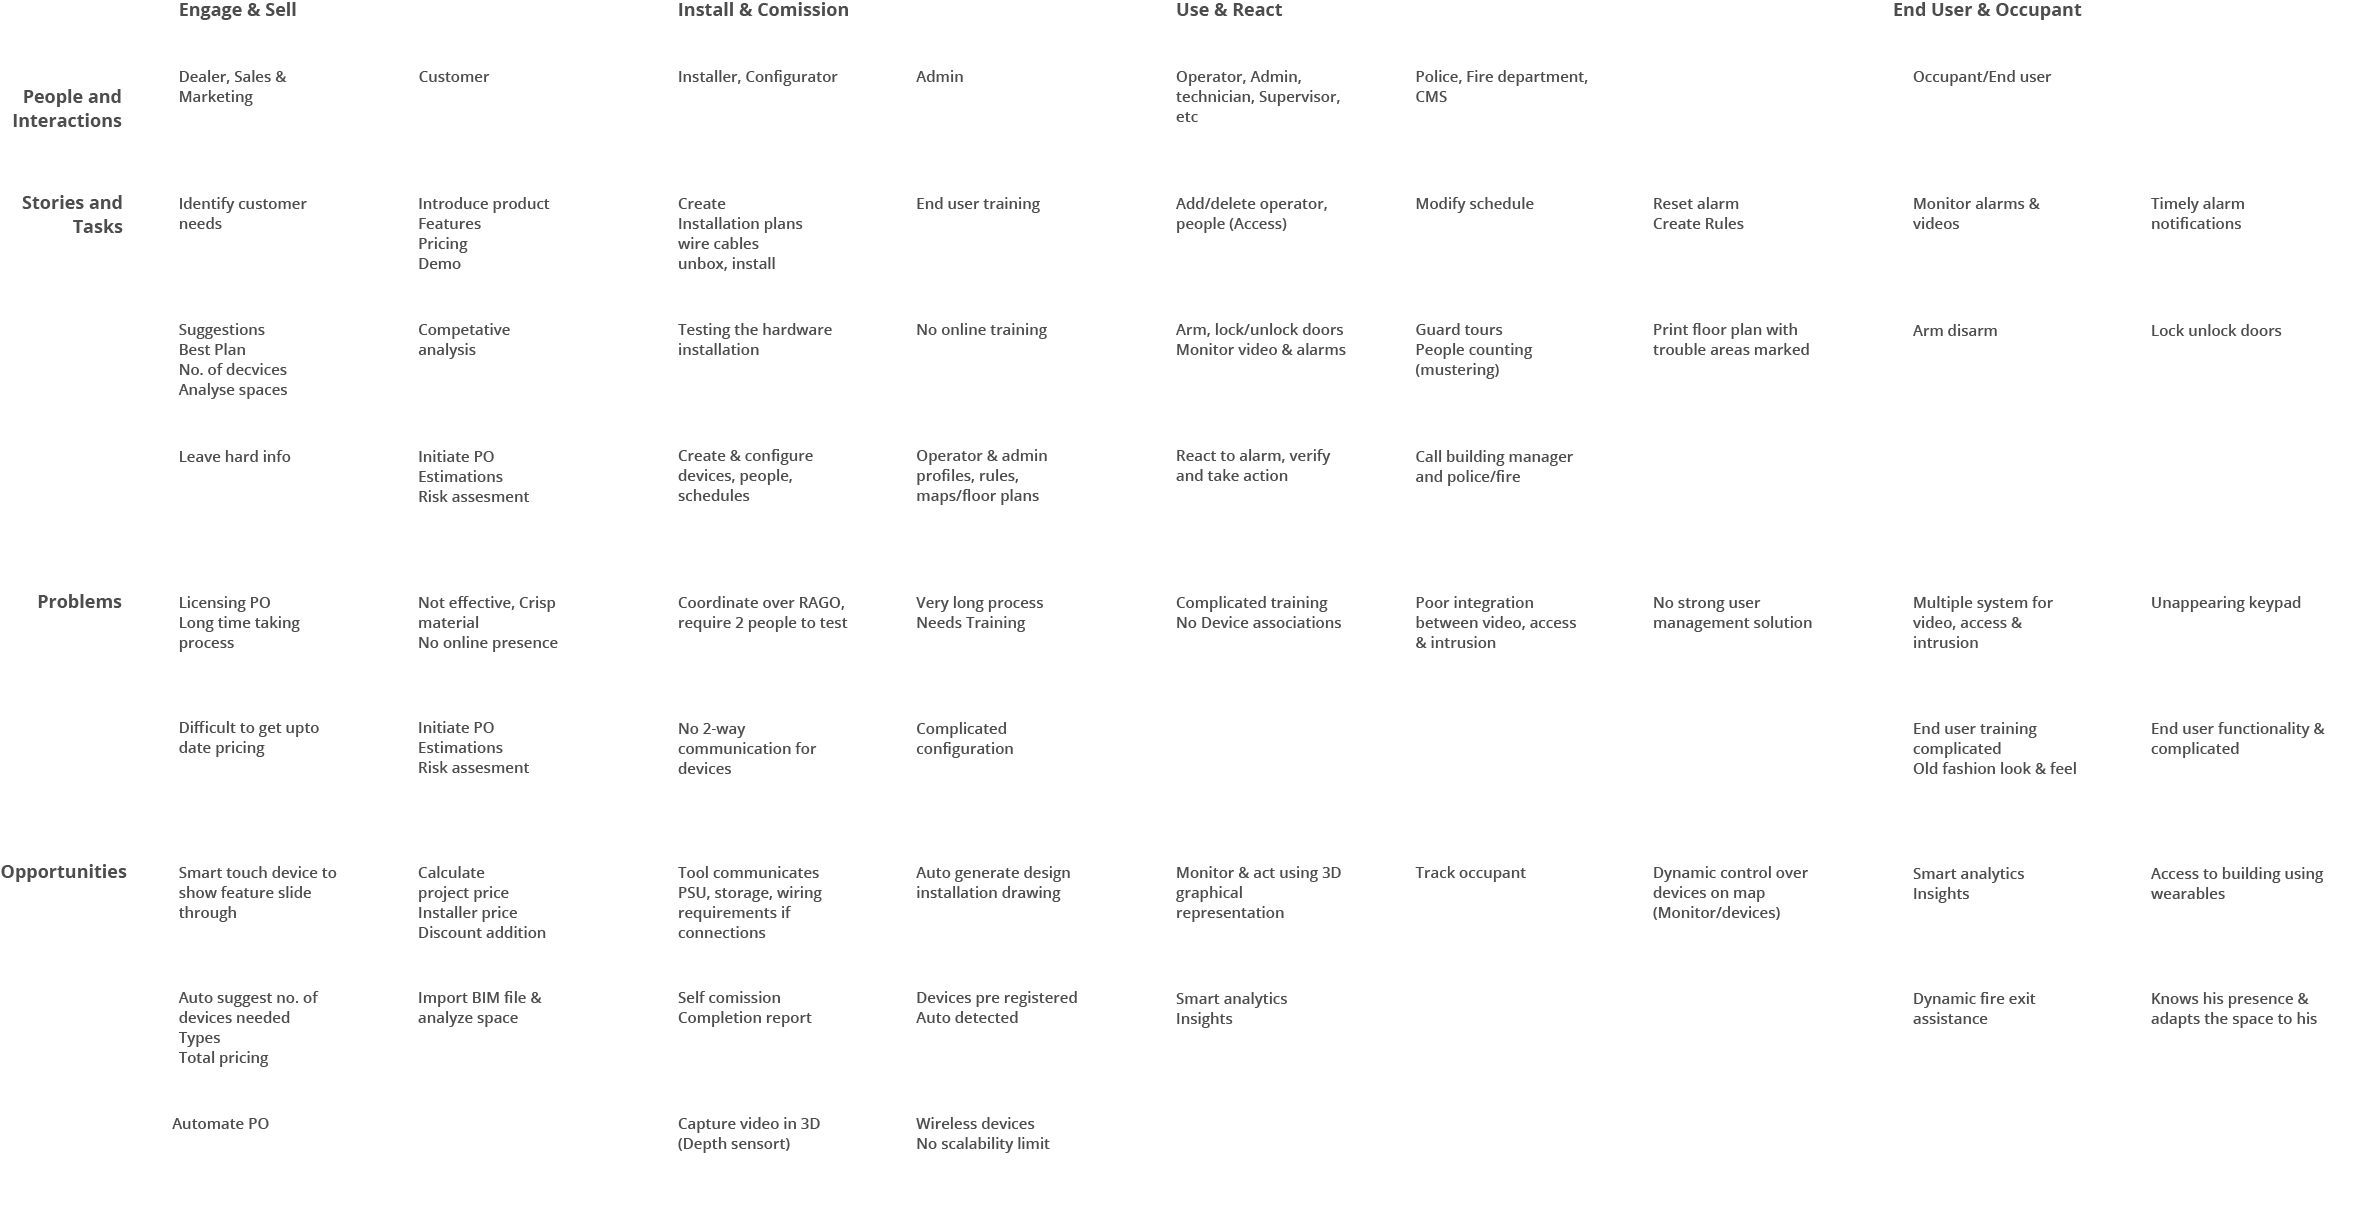 Engage & Sell
Install & Comission
Use & React
End User & Occupant
People and
Interactions
Dealer, Sales &
Marketing
Customer
Installer, Configurator
Admin
Operator, Admin,
technician, Supervisor,
etc
Police, Fire department,
CMS
Occupant/End user
Stories and
Tasks
Identify customer
needs
Introduce product
Features
Pricing
Demo
Create
Installation plans
wire cables
unbox, install
End user training
Add/delete operator,
people (Access)
Modify schedule
Reset alarm
Create Rules
Monitor alarms &
videos
Timely alarm
notifications
Suggestions
Best Plan
No. of decvices
Analyse spaces
Competative
analysis
Testing the hardware
installation
No online training
Arm, lock/unlock doors
Monitor video & alarms
Guard tours
People counting
(mustering)
Print floor plan with
trouble areas marked
Arm disarm
Lock unlock doors
Leave hard info
Initiate PO
Estimations
Risk assesment
Create & configure
devices, people,
schedules
Operator & admin
profiles, rules,
maps/floor plans
React to alarm, verify
and take action
Call building manager
and police/fire
Problems
Licensing PO
Long time taking
process
Not effective, Crisp
material
No online presence
Coordinate over RAGO,
require 2 people to test
Very long process
Needs Training
Complicated training
No Device associations
Poor integration
between video, access
& intrusion
No strong user
management solution
Multiple system for
video, access &
intrusion
Unappearing keypad
Difficult to get upto
date pricing
Initiate PO
Estimations
Risk assesment
No 2-way
communication for
devices
Complicated
configuration
End user training
complicated
Old fashion look & feel
End user functionality &
complicated
Opportunities
Smart touch device to
show feature slide
through
Calculate
project price
Installer price
Discount addition
Tool communicates
PSU, storage, wiring
requirements if
connections
Auto generate design
installation drawing
Monitor & act using 3D
graphical
representation
Track occupant
Dynamic control over
devices on map
(Monitor/devices)
Smart analytics
Insights
Access to building using
wearables
Auto suggest no. of
devices needed
Types
Total pricing
Import BIM file &
analyze space
Self comission
Completion report
Devices pre registered
Auto detected
Smart analytics
Insights
Dynamic fire exit
assistance
Knows his presence &
adapts the space to his
Automate PO
Capture video in 3D
(Depth sensort)
Wireless devices
No scalability limit